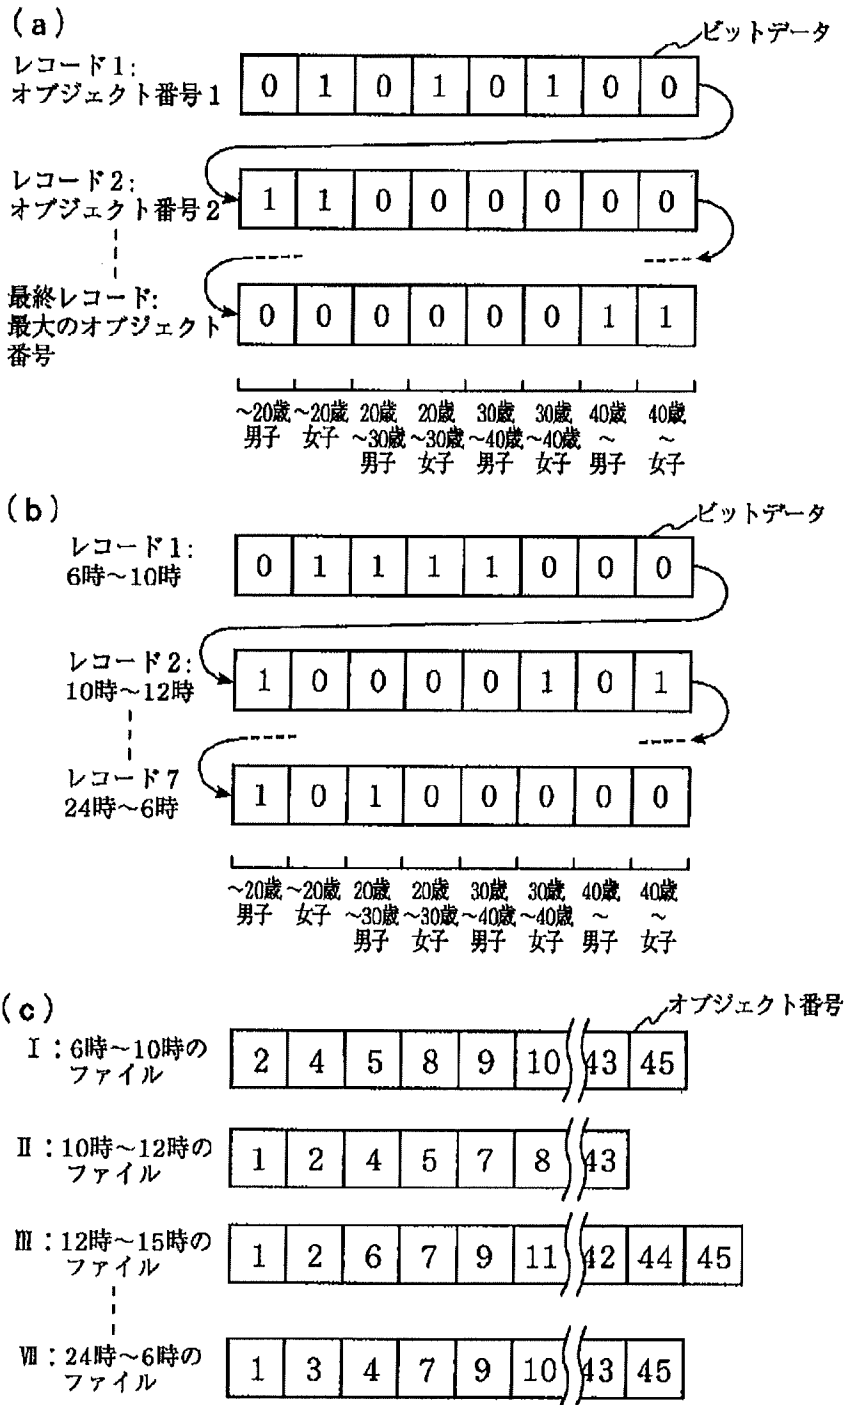 (a)
ビットデータ
レコード1:
オブジェクト番号1
0 1 0 1 0 1 0 0
レコード2:
オブジェクト番号2
1 1 0 0 0 0 0 0
最終レコード:
最大のオブジェクト
番号
0 0 0 0 0 0 1 1
～20歳 ～20歳 20歳 20歳 30歳 30歳 40歳 40歳
男子 女子 ～30歳 ～30歳 ～40歳 ～40歳 ～ ～
男子 女子 男子 女子 男子 女子
(b)
ビットデータ
レコード1:
6時～10時
0 1 1 1 1 0 0 0
レコード2:
10時～12時
1 0 0 0 0 1 0 1
レコード7
24時～6時
1 0 1 0 0 0 0 0
～20歳 ～20歳 20歳 20歳 30歳 30歳 40歳 40歳
男子 女子 ～30歳 ～30歳 ～40歳 ～40歳 ～ ～
男子 女子 男子 女子 男子 女子
(c)
オブジェクト番号
Ⅰ：6時～10時の
ファイル
2 4 5 8 9 10 43 45
Ⅱ：10時～12時の
ファイル
1 2 4 5 7 8 43
Ⅲ：12時～15時の
ファイル
1 2 6 7 9 11 42 44 45
Ⅶ：24時～6時の
ファイル
1 3 4 7 9 10 43 45